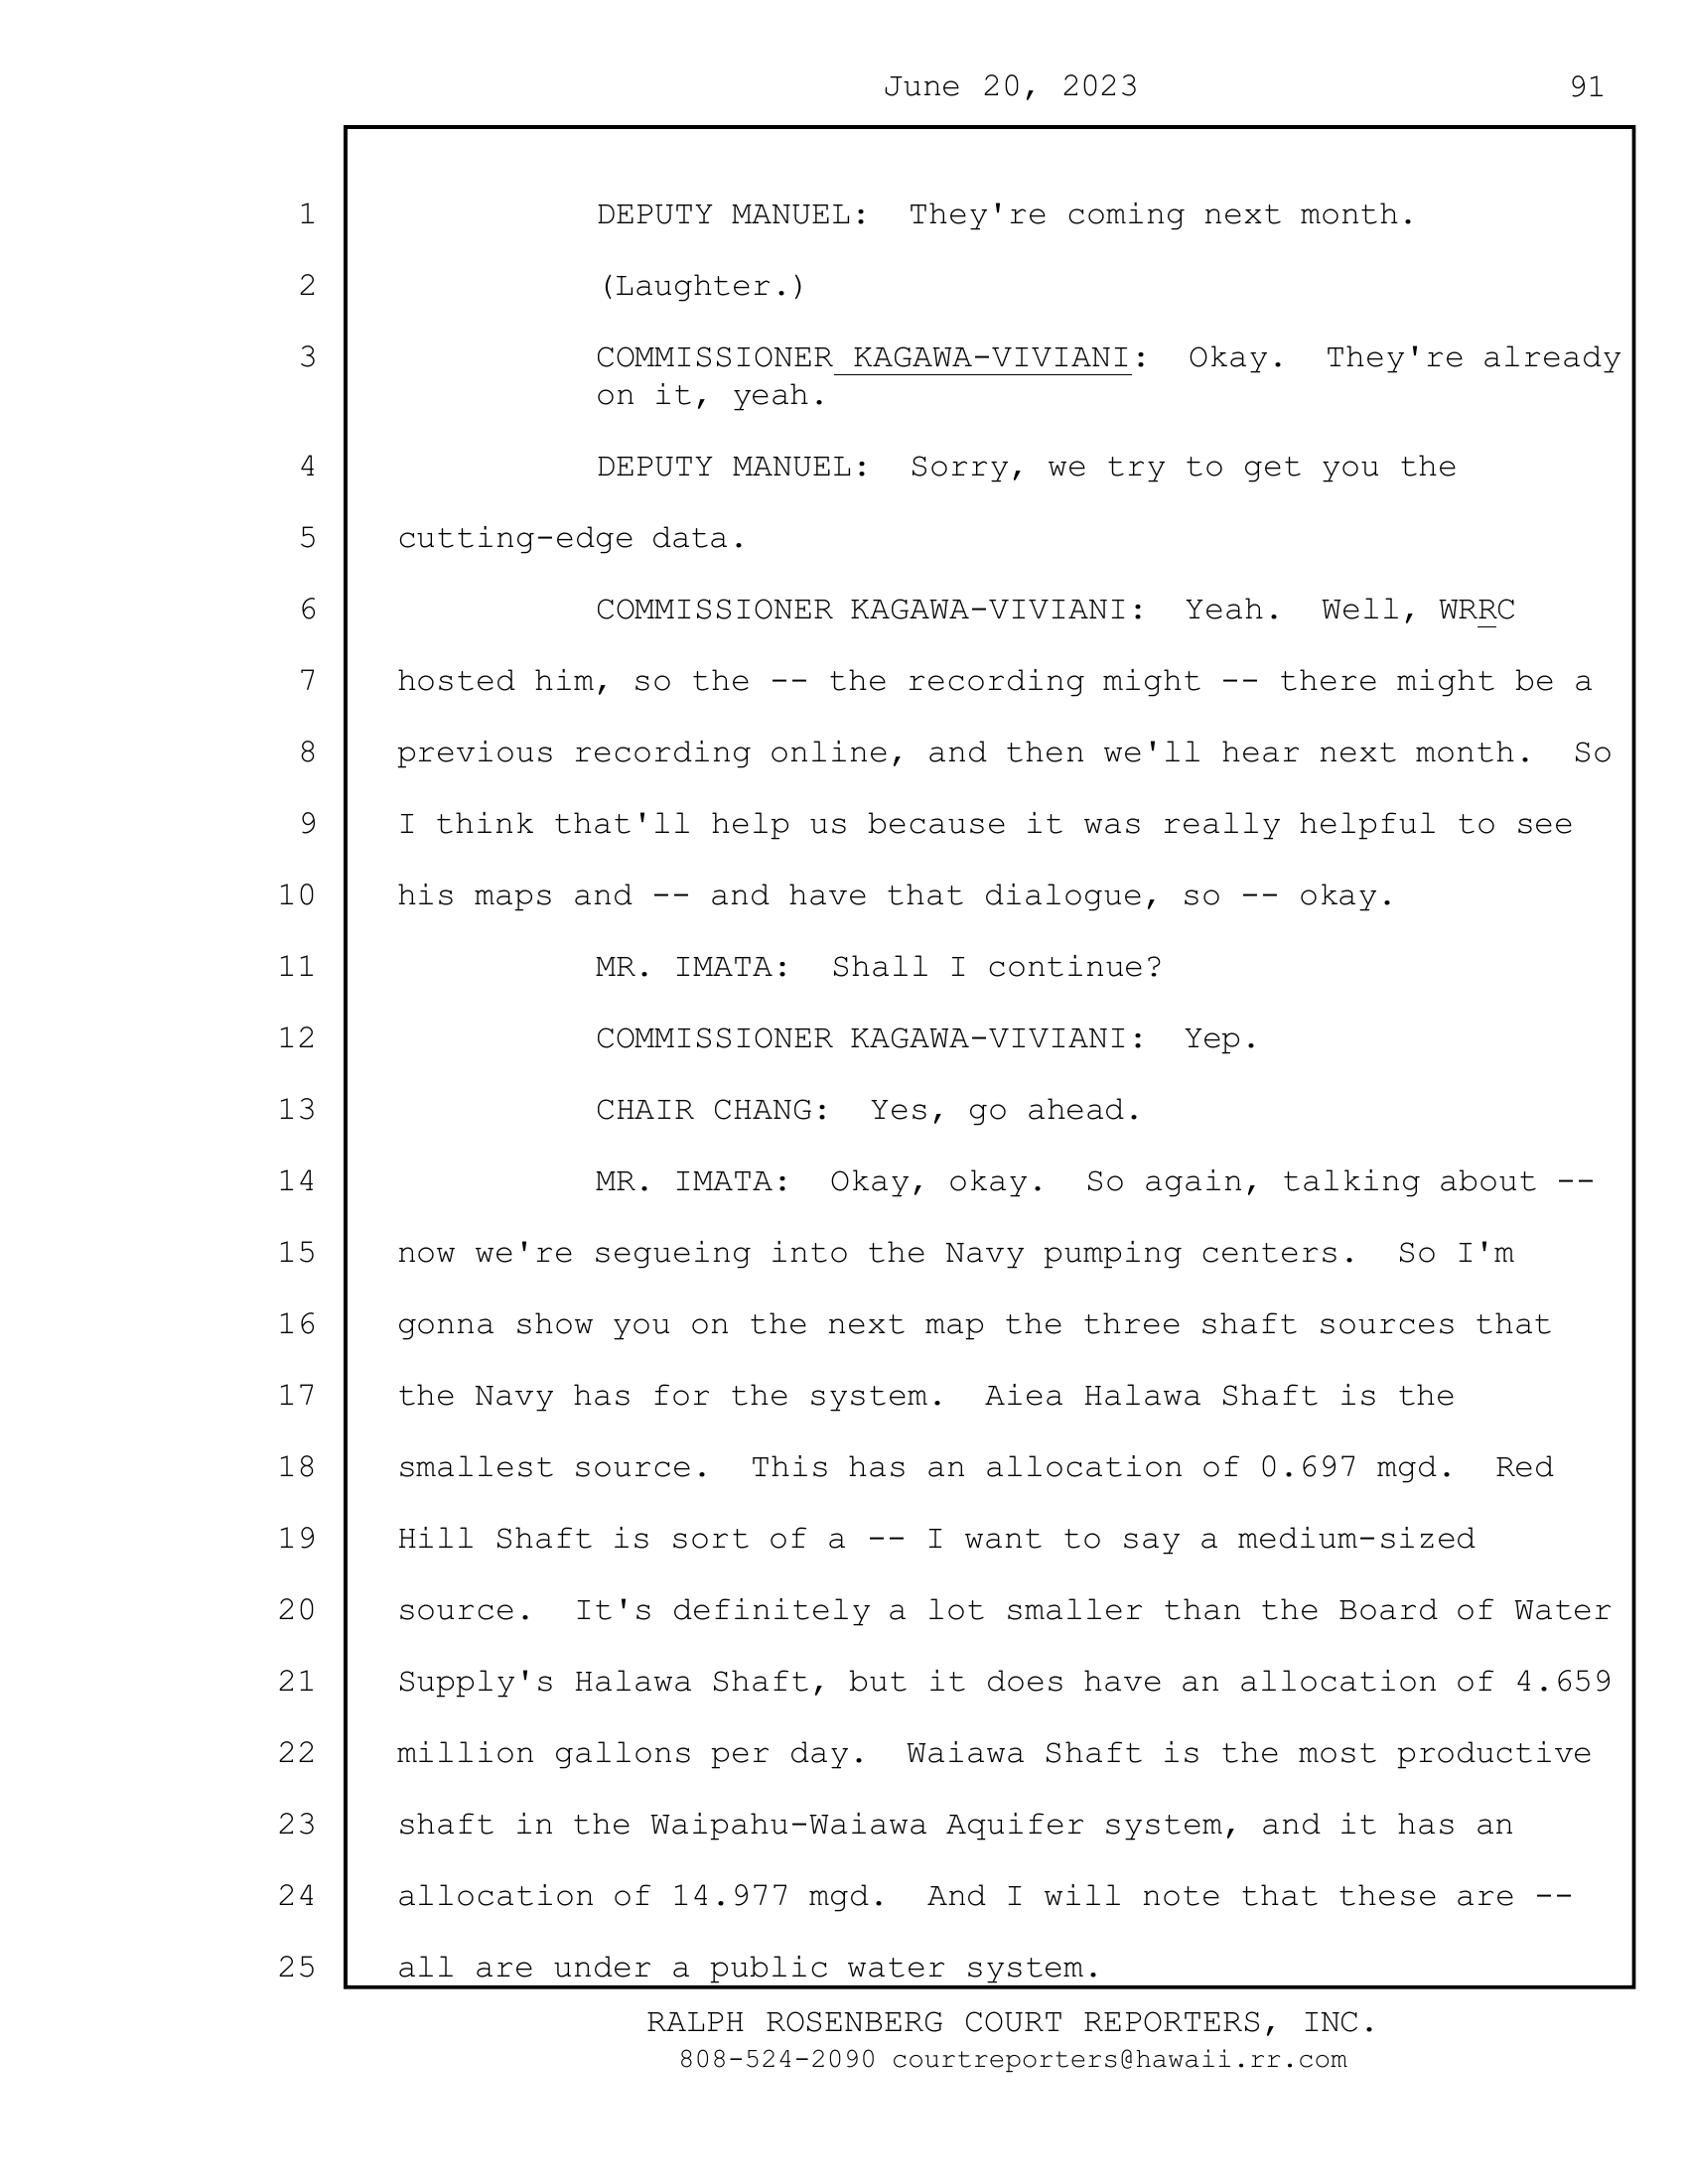 June 20, 2023 91
1 DEPUTY MANUEL: They're coming next month.
2 (Laughter.)
3 COMMISSIONER KAGAWA-VIVIANI: Okay. They're already
on it, yeah.
4 DEPUTY MANUEL: Sorry, we try to get you the
5 cutting-edge data.
6 COMMISSIONER KAGAWA-VIVIANI: Yeah. Well, WRRC
7 hosted him, so the -- the recording might -- there might be a
8 previous recording online, and then we'll hear next month. So
9 I think that'll help us because it was really helpful to see
10 his maps and -- and have that dialogue, so -- okay.
11 MR. IMATA: Shall I continue?
12 COMMISSIONER KAGAWA-VIVIANI: Yep.
13 CHAIR CHANG: Yes, go ahead.
14 MR. IMATA: Okay, okay. So again, talking about --
15 now we're segueing into the Navy pumping centers. So I'm
16 gonna show you on the next map the three shaft sources that
17 the Navy has for the system. Aiea Halawa Shaft is the
18 smallest source. This has an allocation of 0.697 mgd. Red
19 Hill Shaft is sort of a -- I want to say a medium-sized
20 source. It's definitely a lot smaller than the Board of Water
21 Supply's Halawa Shaft, but it does have an allocation of 4.659
22 million gallons per day. Waiawa Shaft is the most productive
23 shaft in the Waipahu-Waiawa Aquifer system, and it has an
24 allocation of 14.977 mgd. And I will note that these are --
25 all are under a public water system.
RALPH ROSENBERG COURT REPORTERS, INC.
808-524-2090 courtreporters@hawaii.rr.com